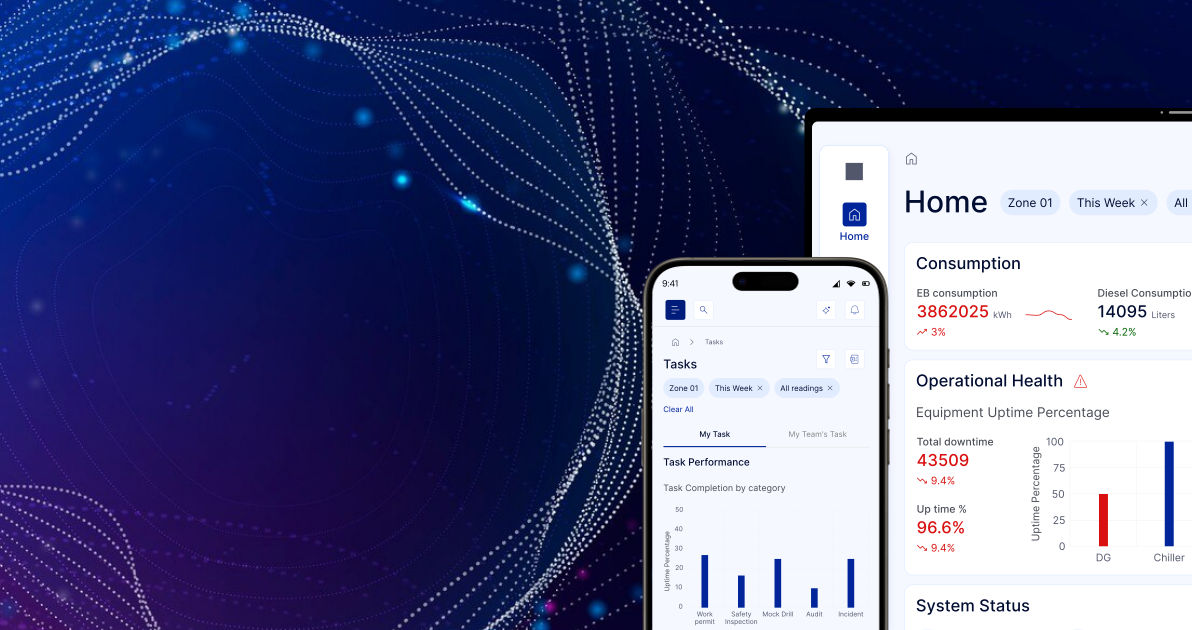 Home
Home
Zone 01
This Week
All
Consumption
EB consumption
3862025 kWh
3%
Diesel Consumptio
14095 Liters
4.2%
Operational Health
Equipment Uptime Percentage
Total downtime
43509
9.4%
Up time %
96.6%
9.4%
Uptime Percentage
100
75
50
25
0
DG
Chiller
System Status
9:41
Tasks
Tasks
Zone 01
This Week
All readings
Clear All
My Task
My Team's Task
Task Performance
Task Completion by category
Uptime Percentage
50
40
30
20
10
0
Work
permit
Safety
Inspection
Mock Drill
Audit
Incident